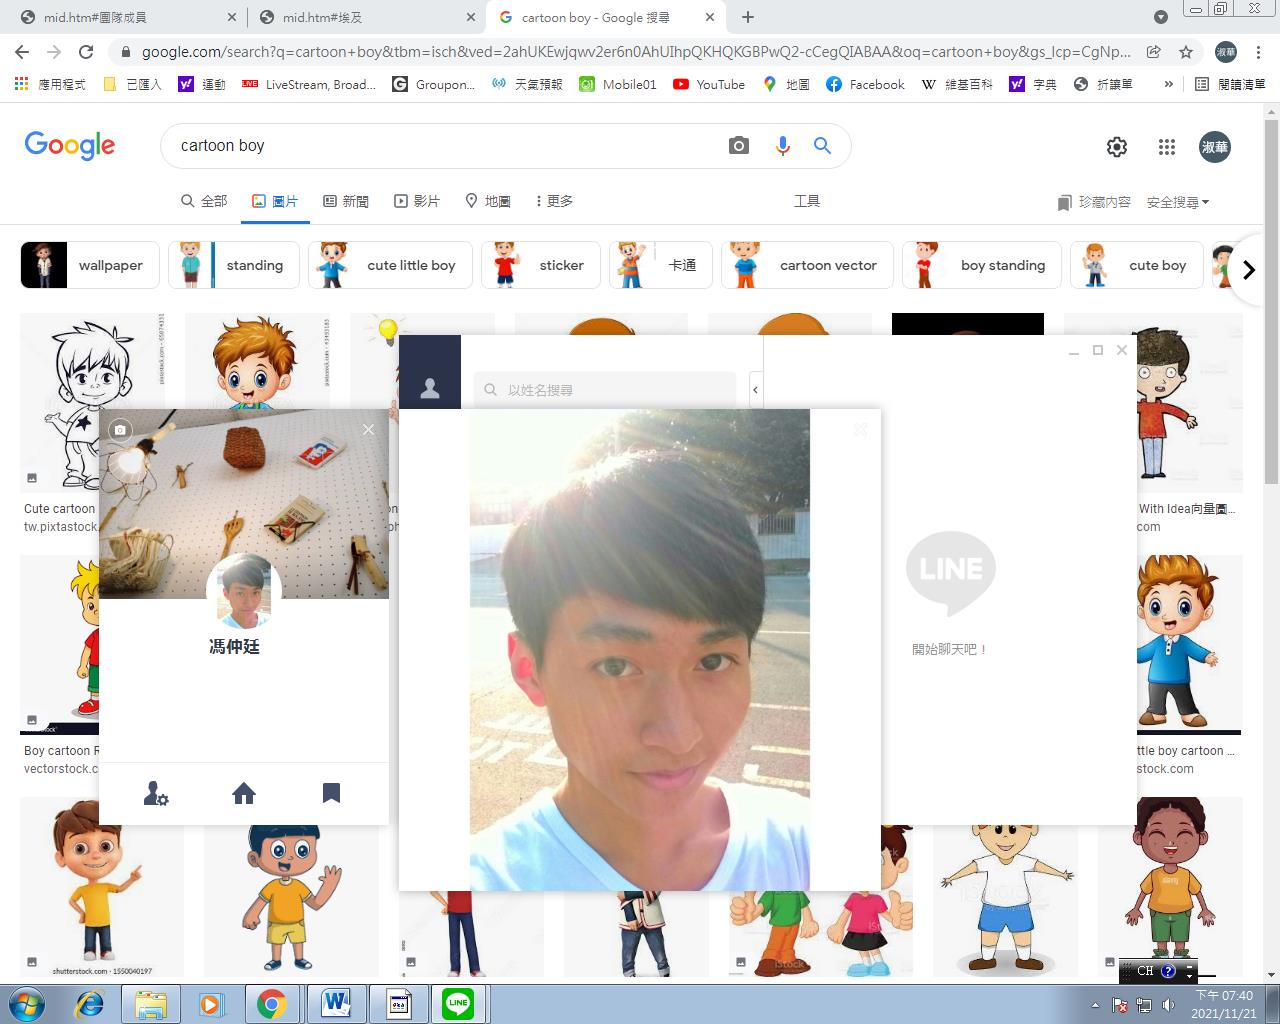 mid.htm#團隊成員
mid.htm#埃及
cartoon boy - Google 搜尋
google.com/search?q=cartoon+boy&tbm=isch&ved=2ahUKEwjqwv2er6n0AhUIhpQKHQKGBPwQ2-cCegQIABAA&oq=cartoon+boy&gs_lcp=CgNp...
淑華
應用程式
已匯入
運動
LIVE LiveStream, Broad...
Groupon...
天氣預報
Mobile01
YouTube
地圖
Facebook
W 維基百科
字典
折讓單
»
閱讀清單
Google
cartoon boy
淑華
全部
圖片
新聞
影片
地圖
更多
工具
珍藏內容
安全搜尋
wallpaper
standing
cute little boy
sticker
卡通
cartoon vector
boy standing
cute boy
以姓名搜尋
Cute cartoon
tw.pixtastock.
With Idea向量圖...
com
LINE
開始聊天吧！
馮仲廷
Boy cartoon R
vectorstock.c
ttle boy cartoon ...
stock.com
shutterstock.com · 1550040197
iStock
CH
下午 07:40
2021/11/21